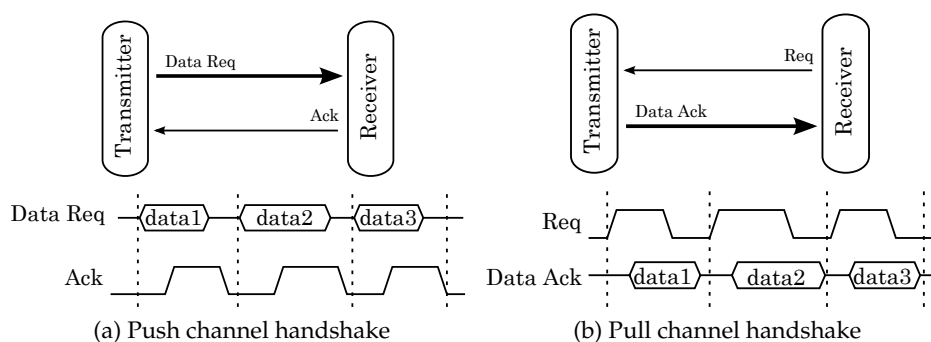 Transmitter
Data Req
Ack
Receiver
Data Req
data1
data2
data3
Ack
(a) Push channel handshake
Transmitter
Req
Data Ack
Receiver
Req
Data Ack
data1
data2
data3
(b) Pull channel handshake